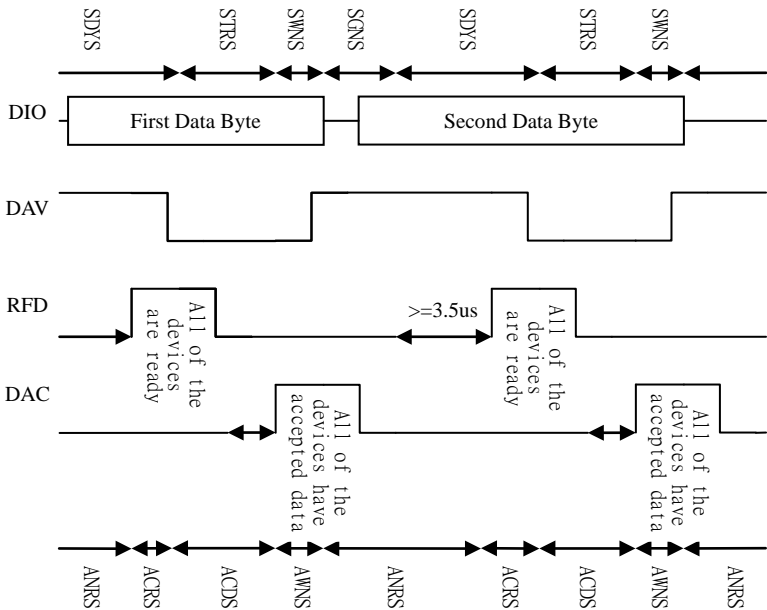 SDYS STRS SWNS SGNS SDYS STRS SWNS
DIO
First Data Byte
Second Data Byte
DAV
RFD
All of the
devices
are ready
>=3.5us
All of the
devices
are ready
DAC
All of the
devices have
accepted data
All of the
devices have
accepted data
ANRS ACRS ACDS AWNS ANRS ACRS ACDS AWNS ANRS